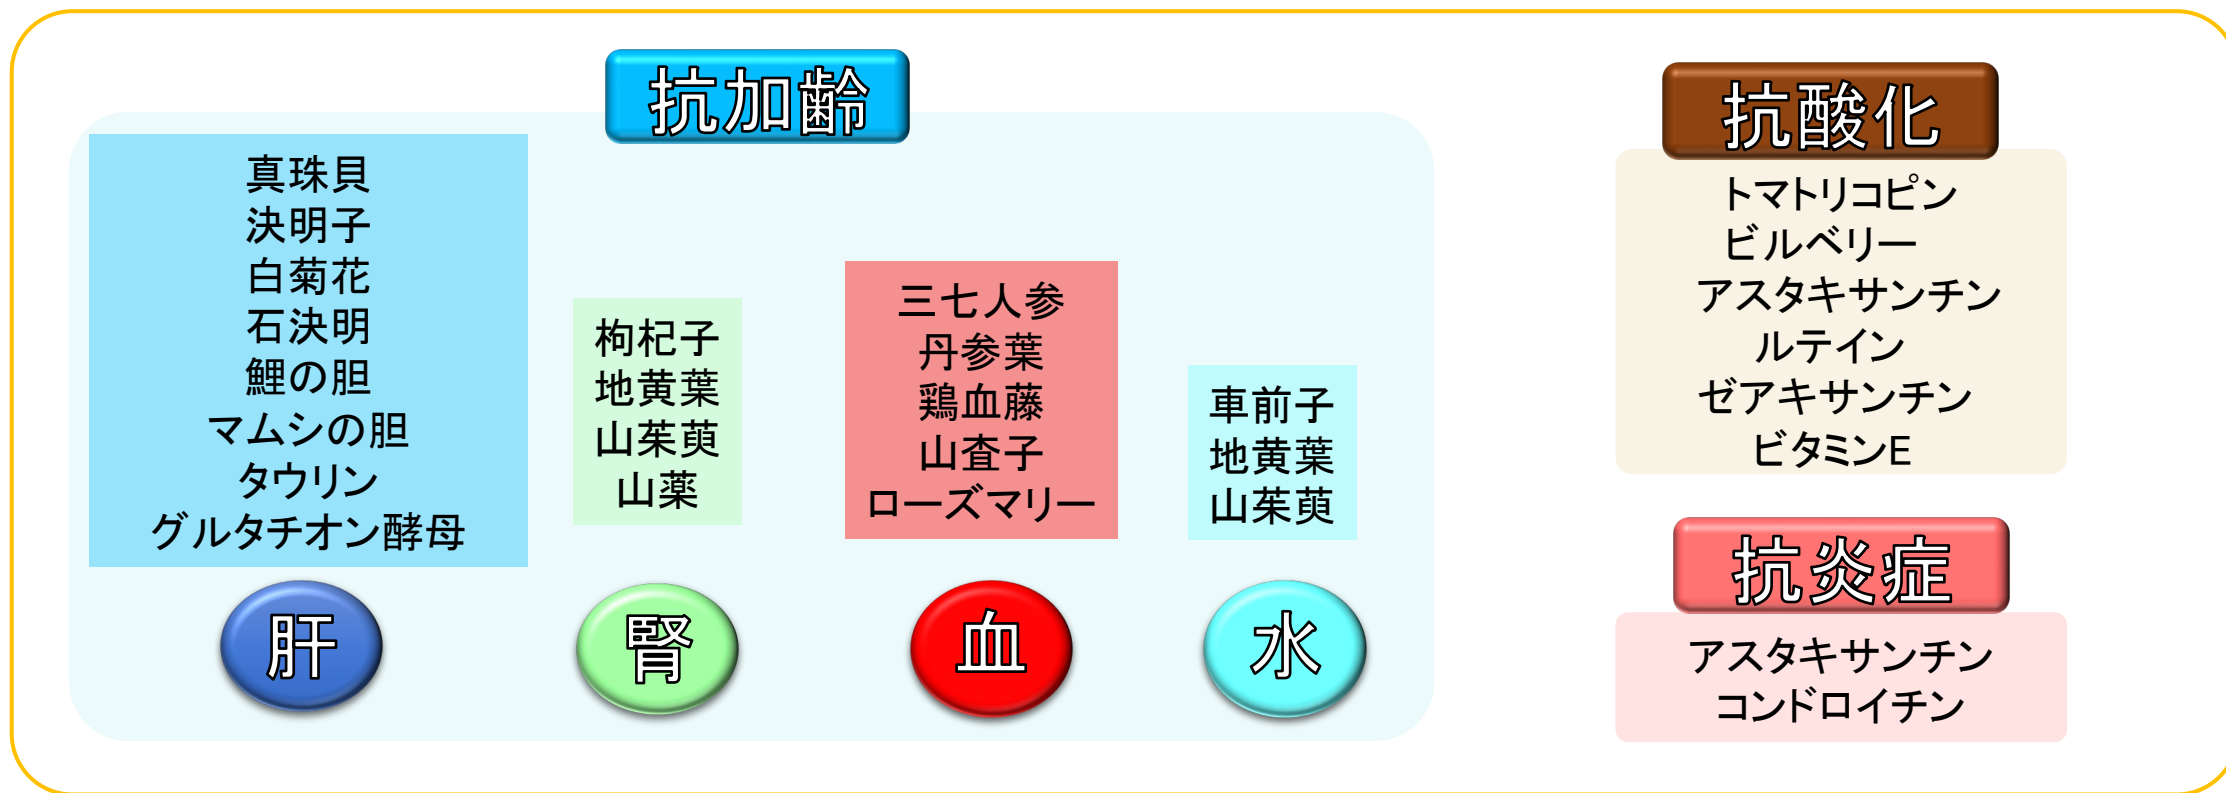 抗加齢
真珠貝
決明子
白菊花
石決明
鯉の胆
マムシの胆
タウリン
グルタチオン酵母
肝
枸杞子
地黄葉
山茱萸
山薬
腎
三七人参
丹参葉
鶏血藤
山査子
ローズマリー
血
車前子
地黄葉
山茱萸
水
抗酸化
トマトリコピン
ビルベリー
アスタキサンチン
ルテイン
ゼアキサンチン
ビタミンE
抗炎症
アスタキサンチン
コンドロイチン